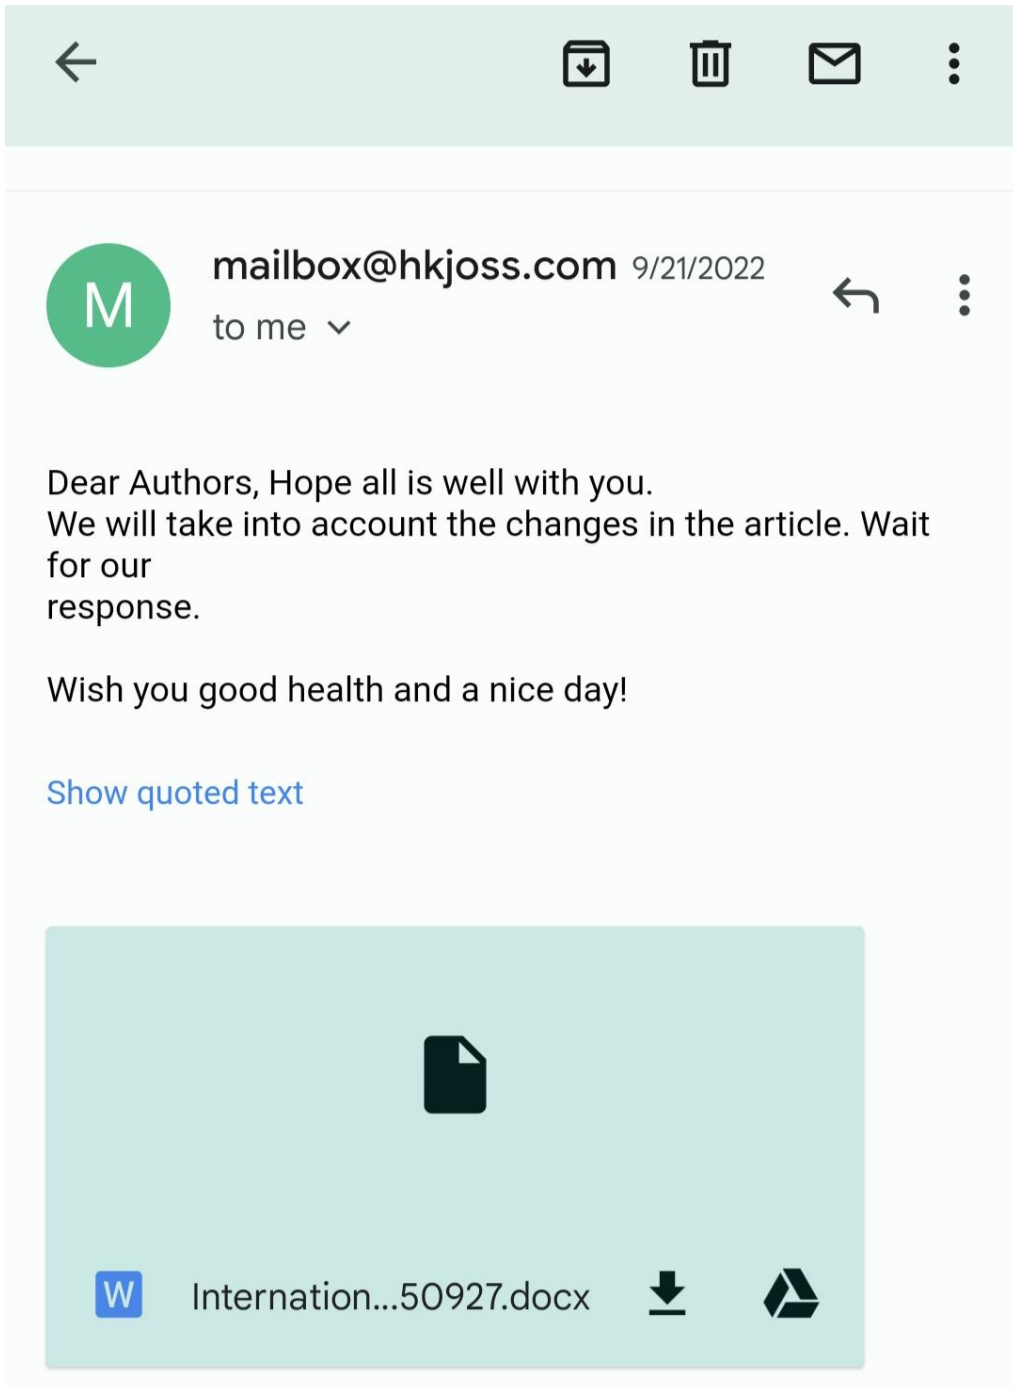 M
mailbox@hkjoss.com 9/21/2022
to me
Dear Authors, Hope all is well with you.
We will take into account the changes in the article. Wait
for our
response.
Wish you good health and a nice day!
Show quoted text
W Internation...50927.docx